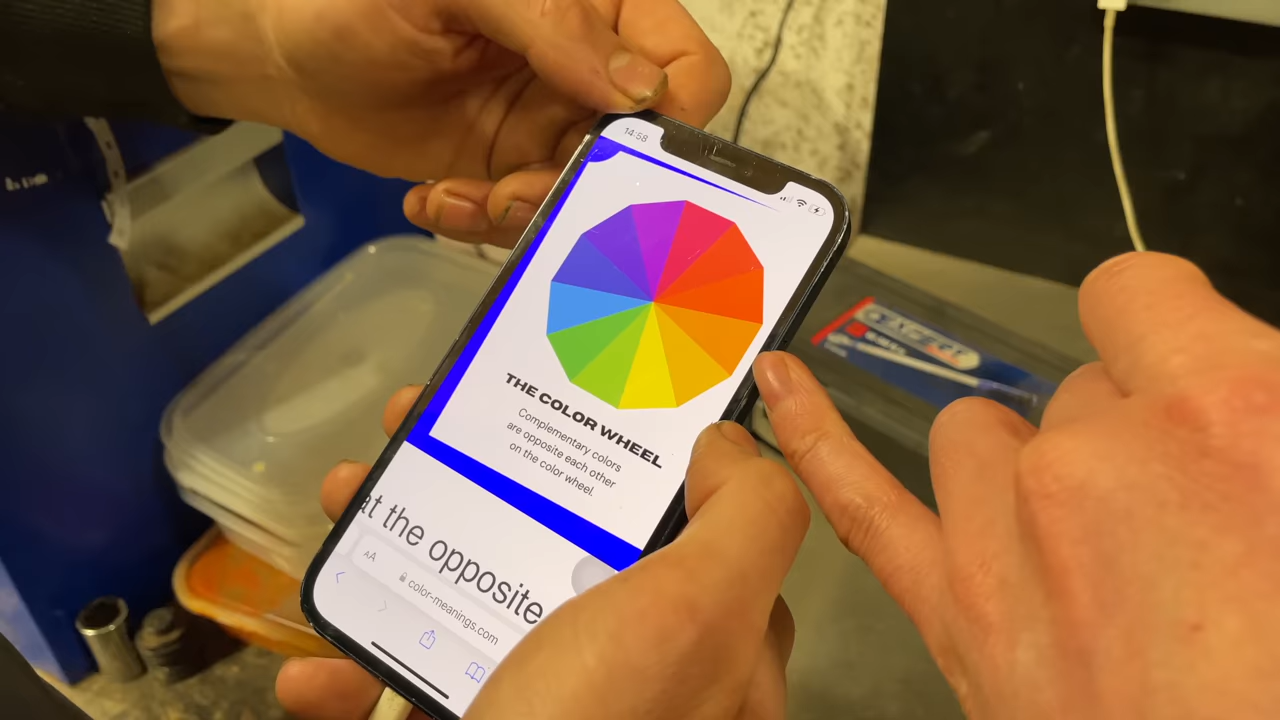 14:58
THE COLOR WHEEL
Complementary colors
are opposite each other
on the color wheel.
at the opposite
AA
color-meanings.com